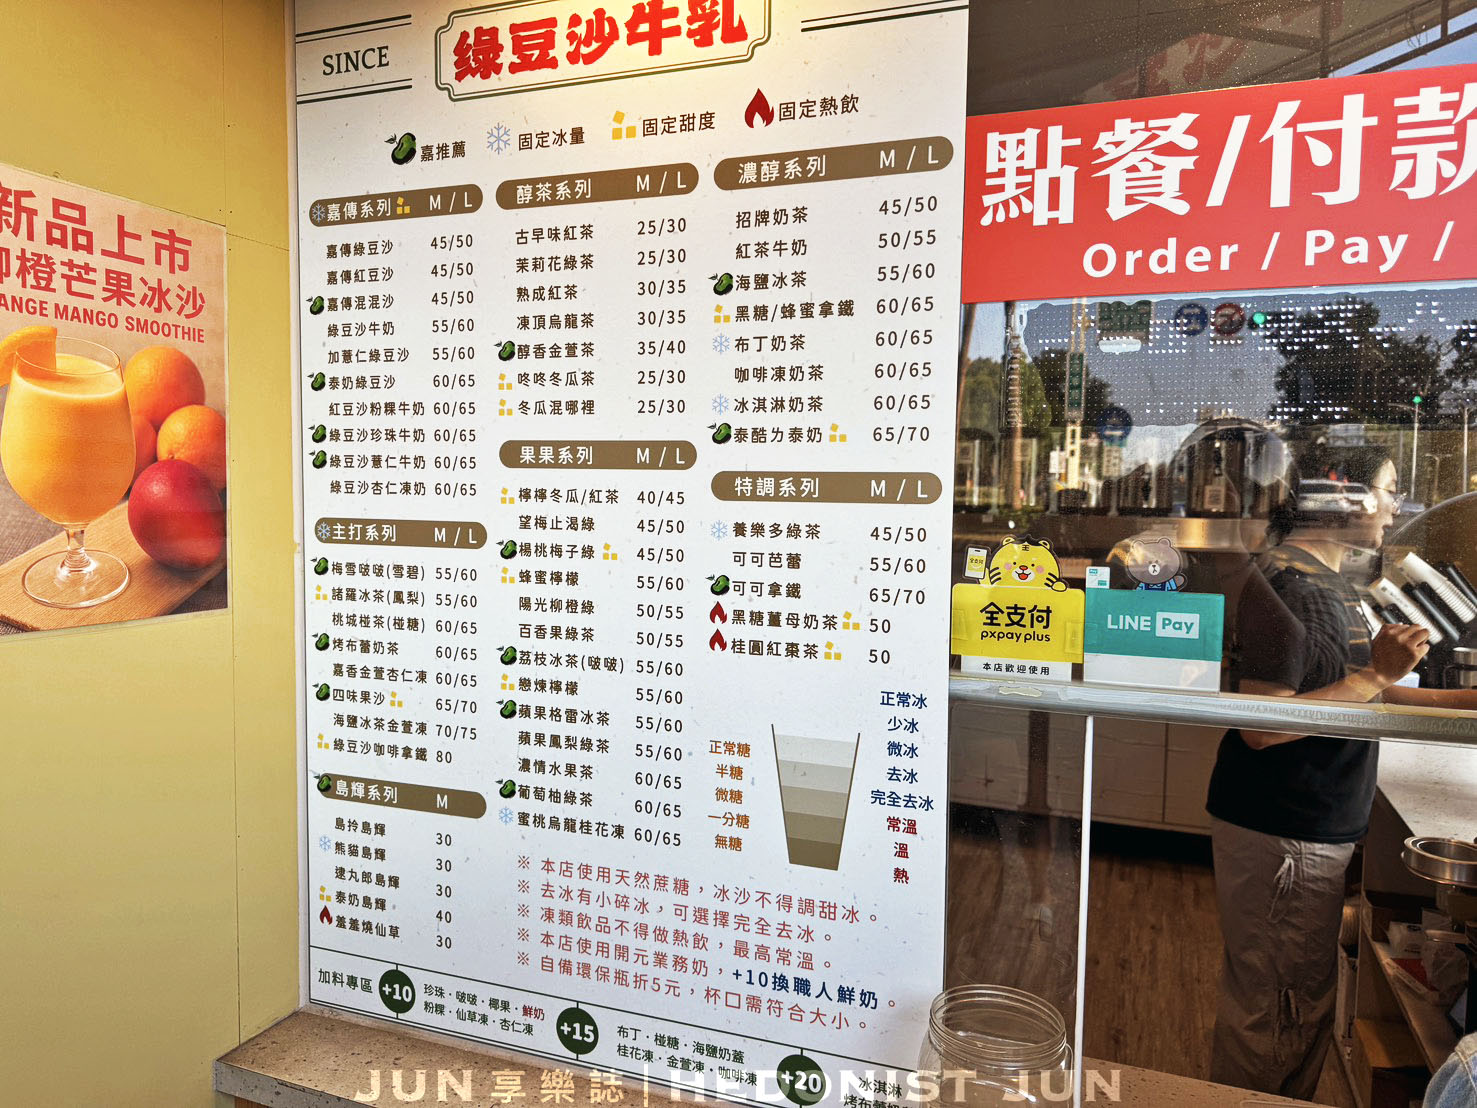 新品上市
柳橙芒果冰沙
ANGE MANGO SMOOTHIE
SINCE
綠豆沙牛乳
嘉推薦
固定冰量
固定甜度
固定熱飲
嘉傳系列 M / L
嘉傳綠豆沙 45/50
嘉傳紅豆沙 45/50
嘉傳混混沙 45/50
綠豆沙牛奶 55/60
加薏仁綠豆沙 55/60
泰奶綠豆沙 60/65
紅豆沙粉粿牛奶 60/65
綠豆沙珍珠牛奶 60/65
綠豆沙薏仁牛奶 60/65
綠豆沙杏仁凍奶 60/65
主打系列 M / L
梅雪啵啵(雪碧) 55/60
諸羅冰茶(鳳梨) 55/60
桃城椪茶(椪糖) 60/65
烤布蕾奶茶 60/65
嘉香金萱杏仁凍 60/65
四味果沙 65/70
海鹽冰茶金萱凍 70/75
綠豆沙咖啡拿鐵 80
島輝系列 M
島拎島輝 30
熊貓島輝 30
逮丸郎島輝 30
泰奶島輝 40
羞羞燒仙草 30
醇茶系列 M / L
古早味紅茶 25/30
茉莉花綠茶 25/30
熟成紅茶 30/35
凍頂烏龍茶 30/35
醇香金萱茶 35/40
咚咚冬瓜茶 25/30
冬瓜混哪裡 25/30
果果系列 M / L
檸檸冬瓜/紅茶 40/45
望梅止渴綠 45/50
楊桃梅子綠 45/50
蜂蜜檸檬 55/60
陽光柳橙綠 50/55
百香果綠茶 50/55
荔枝冰茶(啵啵) 55/60
戀煉檸檬 55/60
蘋果格雷冰茶 55/60
蘋果鳳梨綠茶 55/60
濃情水果茶 60/65
葡萄柚綠茶 60/65
蜜桃烏龍桂花凍 60/65
濃醇系列 M / L
招牌奶茶 45/50
紅茶牛奶 50/55
海鹽冰茶 55/60
黑糖/蜂蜜拿鐵 60/65
布丁奶茶 60/65
咖啡凍奶茶 60/65
冰淇淋奶茶 60/65
泰酷ㄌ泰奶 65/70
特調系列 M / L
養樂多綠茶 45/50
可可芭蕾 55/60
可可拿鐵 65/70
黑糖薑母奶茶 50
桂圓紅棗茶 50
正常糖
半糖
微糖
一分糖
無糖
正常冰
少冰
微冰
去冰
完全去冰
常溫
溫
熱
※ 本店使用天然蔗糖，冰沙不得調甜冰。
※ 去冰有小碎冰，可選擇完全去冰。
※ 凍類飲品不得做熱飲，最高常溫。
※ 本店使用開元業務奶，+10換職人鮮奶。
※ 自備環保瓶折5元，杯口需符合大小。
加料專區
+10
珍珠・啵啵・椰果・鮮奶
粉粿・仙草凍・杏仁凍
+15
布丁・椪糖・海鹽奶蓋
桂花凍・金萱凍・咖啡凍
+20
冰淇淋
烤布蕾
點餐/付款
Order / Pay /
全支付
全支付
pxpay plus
本店歡迎使用
LINE Pay
JUN享樂誌｜HEDONIST JUN